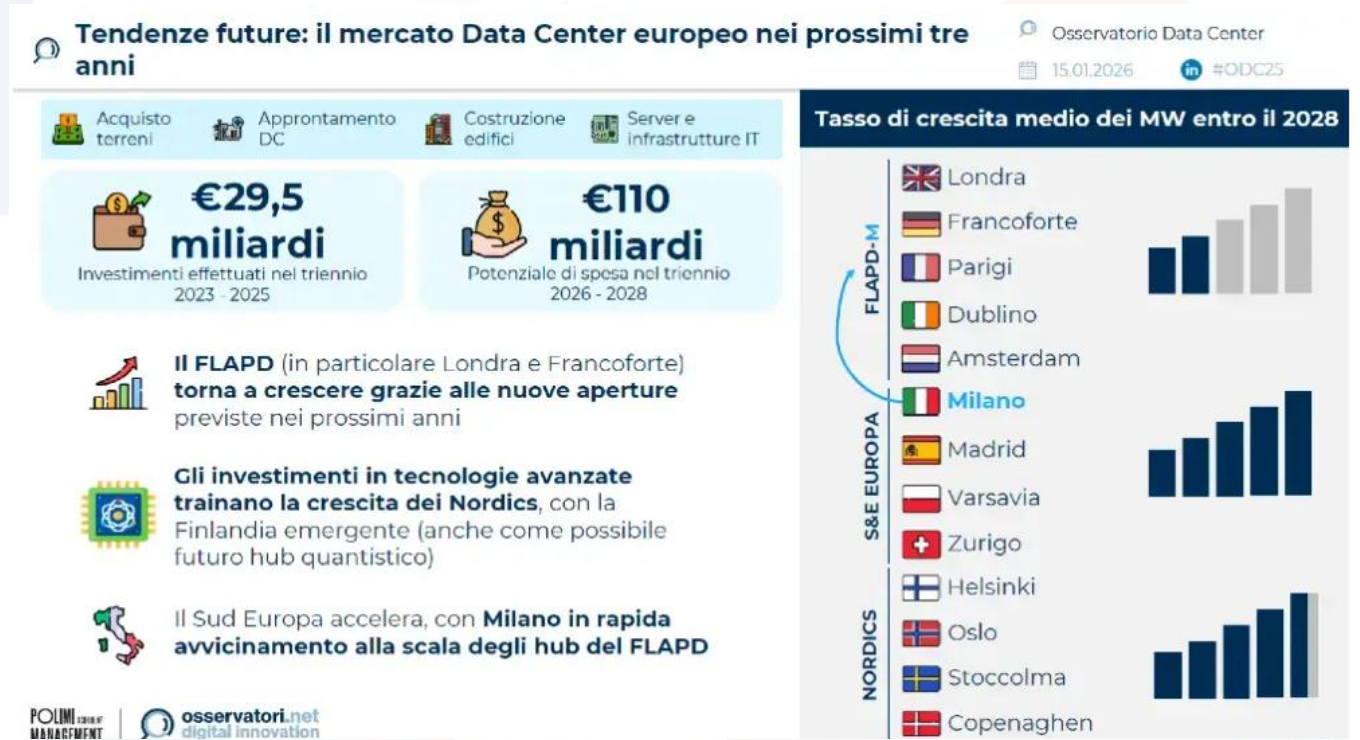 Tendenze future: il mercato Data Center europeo nei prossimi tre
anni
Osservatorio Data Center
15.01.2026
in #ODC25
Acquisto
terreni
Approntamento
DC
Costruzione
edifici
Server e
infrastrutture IT
€29,5
miliardi
Investimenti effettuati nel triennio
2023 - 2025
€110
miliardi
Potenziale di spesa nel triennio
2026 - 2028
Il FLAPD (in particolare Londra e Francoforte)
torna a crescere grazie alle nuove aperture
previste nei prossimi anni
Gli investimenti in tecnologie avanzate
trainano la crescita dei Nordics, con la
Finlandia emergente (anche come possibile
futuro hub quantistico)
Il Sud Europa accelera, con Milano in rapida
avvicinamento alla scala degli hub del FLAPD
POLIMI SCHOOL OF
MANAGEMENT
osservatori.net
digital innovation
Tasso di crescita medio dei MW entro il 2028
FLAPD-M
Londra
Francoforte
Parigi
Dublino
Amsterdam
S&E EUROPA
Milano
Madrid
Varsavia
Zurigo
NORDICS
Helsinki
Oslo
Stoccolma
Copenaghen